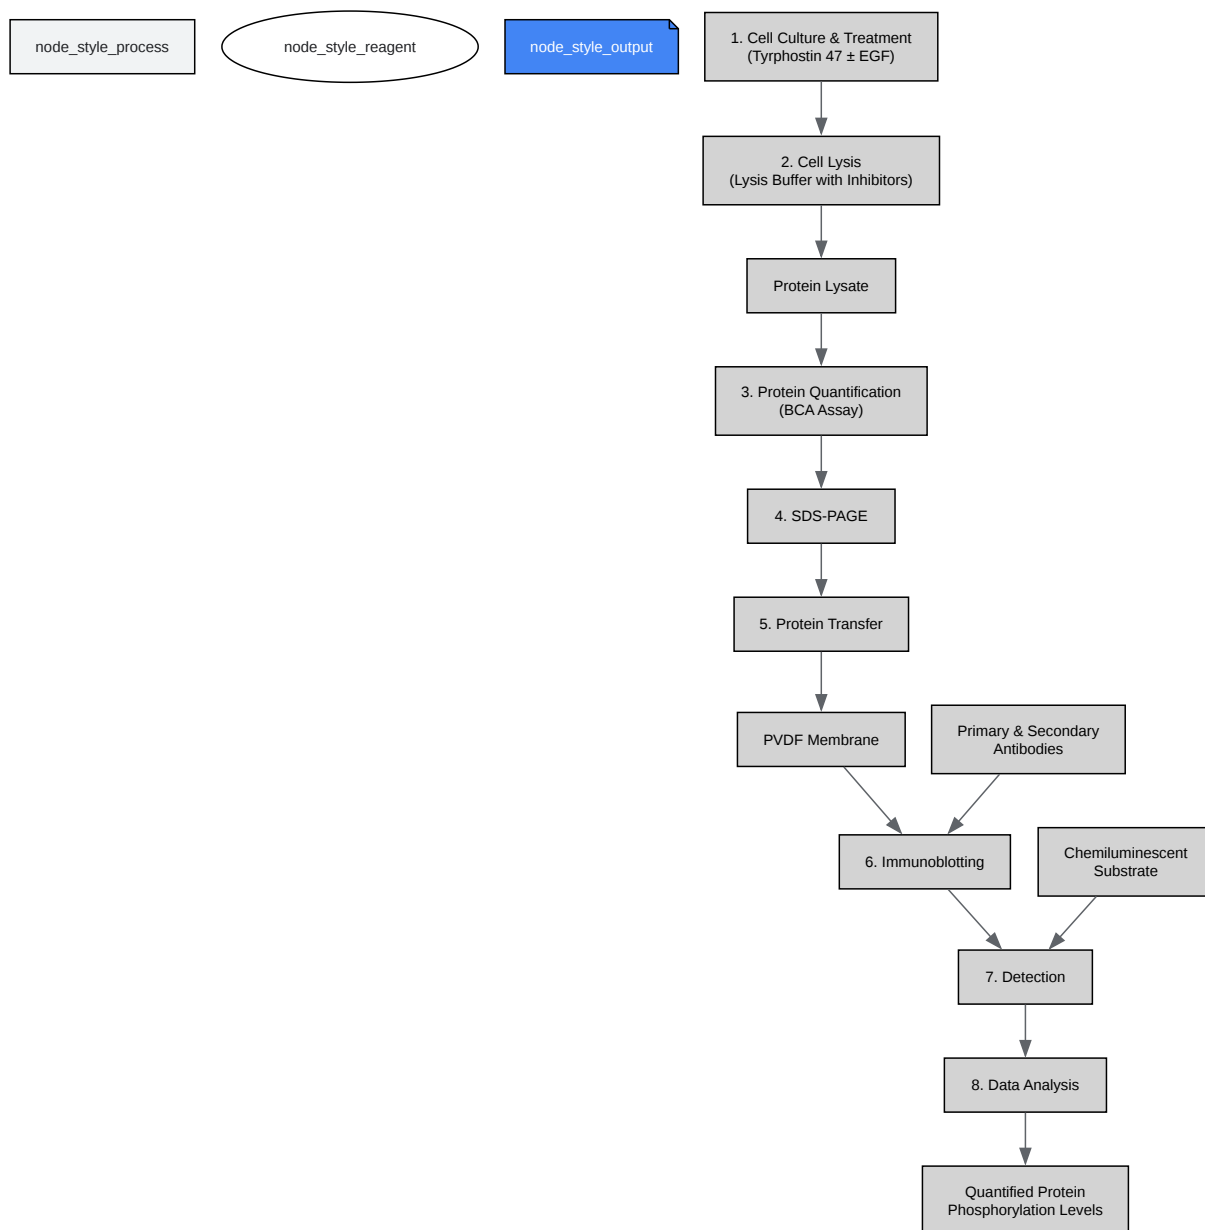 node_style_process
node_style_reagent
node_style_output
1. Cell Culture & Treatment
(Tyrphostin 47 ± EGF)
2. Cell Lysis
(Lysis Buffer with Inhibitors)
Protein Lysate
3. Protein Quantification
(BCA Assay)
4. SDS-PAGE
5. Protein Transfer
PVDF Membrane
Primary & Secondary
Antibodies
6. Immunoblotting
Chemiluminescent
Substrate
7. Detection
8. Data Analysis
Quantified Protein
Phosphorylation Levels